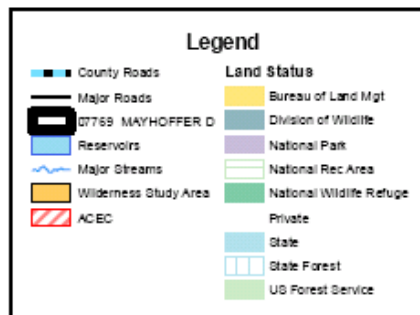 Legend
County Roads
Major Roads
07769 MAYHOFFER D
Reservoirs
Major Streams
Wilderness Study Area
ACEC
Land Status
Bureau of Land Mgt
Division of Wildlife
National Park
National Rec Area
National Wildlife Refuge
Private
State
State Forest
US Forest Service